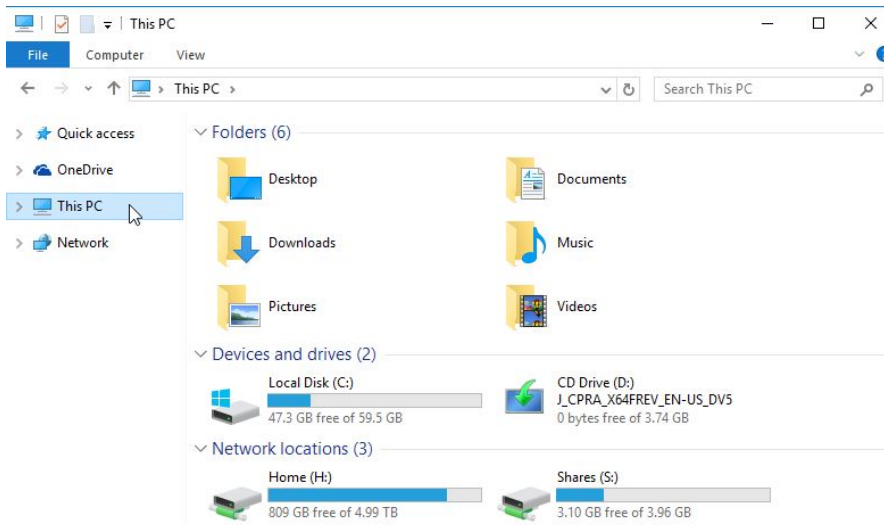 This PC
File Computer View
This PC Search This PC
Quick access
OneDrive
This PC
Network
Folders (6)
Desktop Documents
Downloads Music
Pictures Videos
Devices and drives (2)
Local Disk (C:) CD Drive (D:)
J_CPRA_X64FREV_EN-US_DV5
47.3 GB free of 59.5 GB 0 bytes free of 3.74 GB
Network locations (3)
Home (H:) Shares (S:)
809 GB free of 4.99 TB 3.10 GB free of 3.96 GB